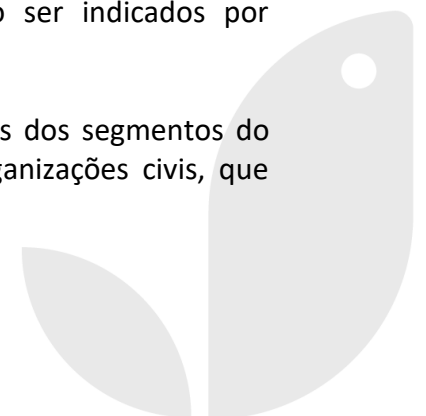 ser indicados por
s dos segmentos do
ganizações civis, que